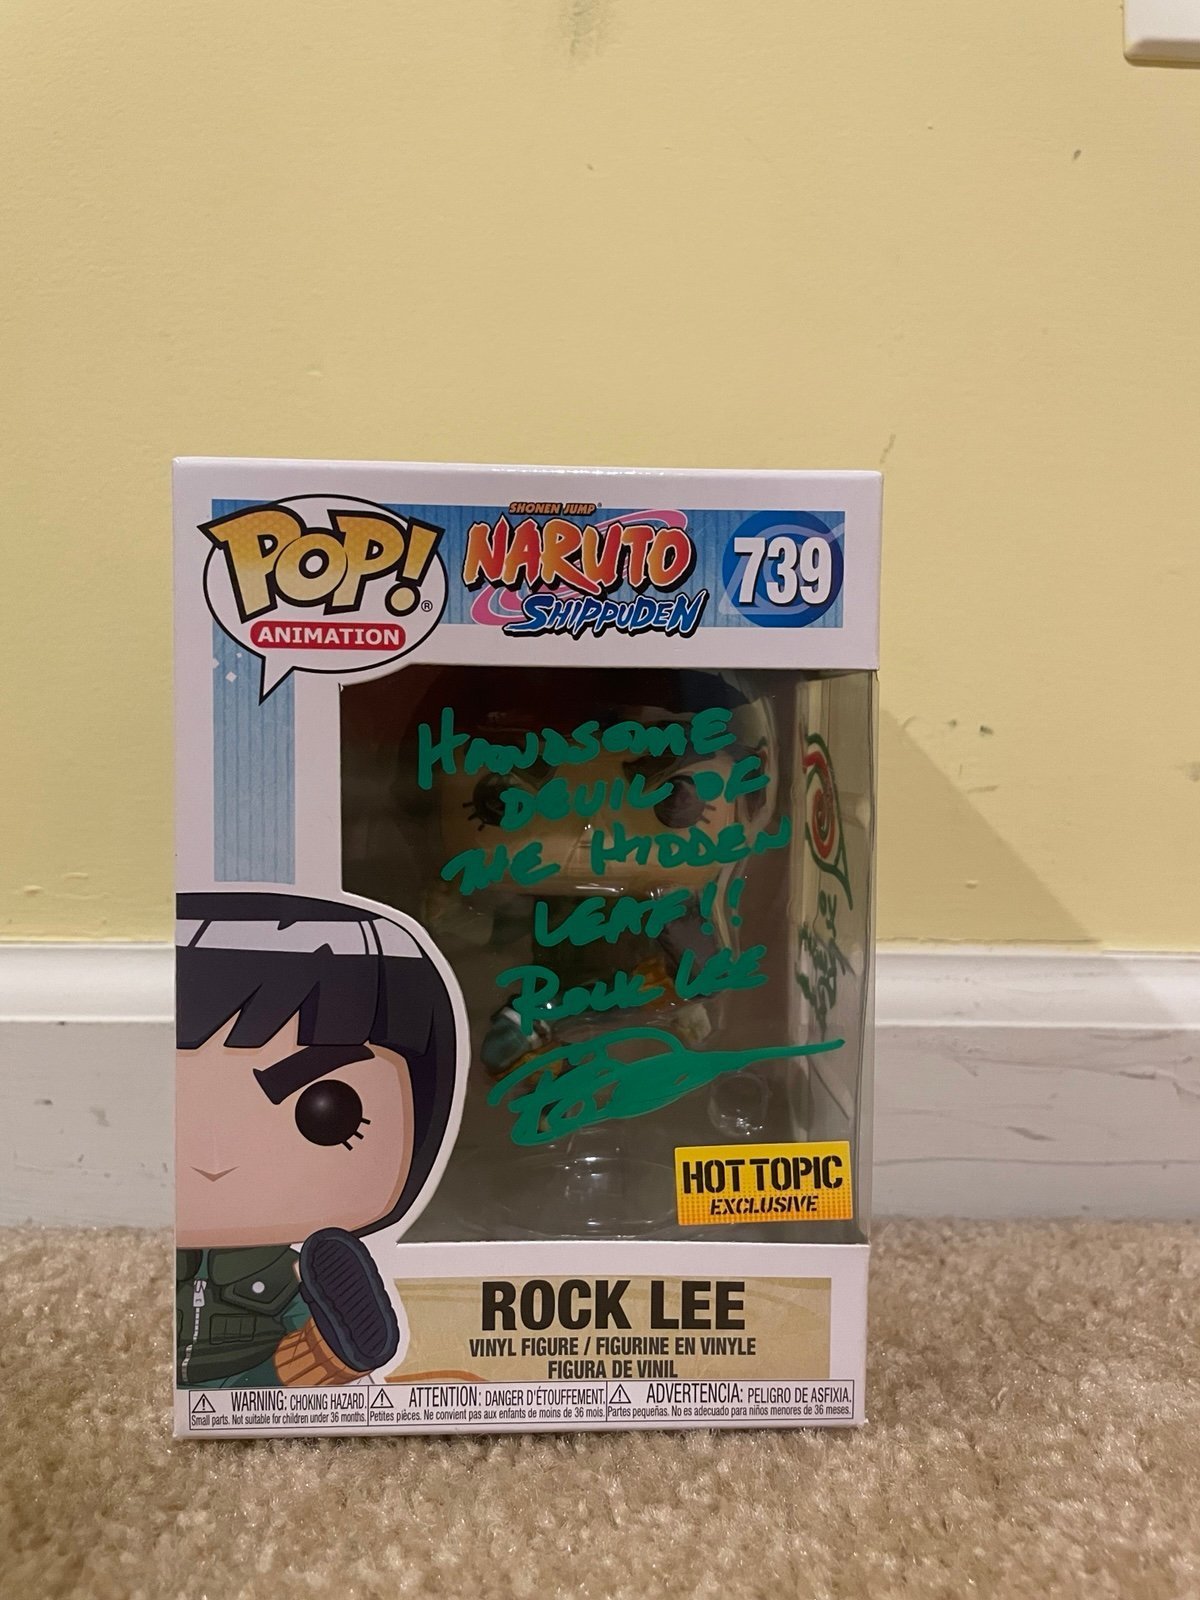 POP!®
ANIMATION
SHONEN JUMP
NARUTO
SHIPPUDEN
739
HANDSOME
DEVIL OF
THE HIDDEN
LEAF!!
ROCK LEE
HOT TOPIC
EXCLUSIVE
ROCK LEE
VINYL FIGURE / FIGURINE EN VINYLE
FIGURA DE VINIL
WARNING: CHOKING HAZARD.
Small parts. Not suitable for children under 36 months.
ATTENTION: DANGER D'ÉTOUFFEMENT.
Petites pièces. Ne convient pas aux enfants de moins de 36 mois.
ADVERTENCIA: PELIGRO DE ASFIXIA.
Partes pequeñas. No es adecuado para niños menores de 36 meses.